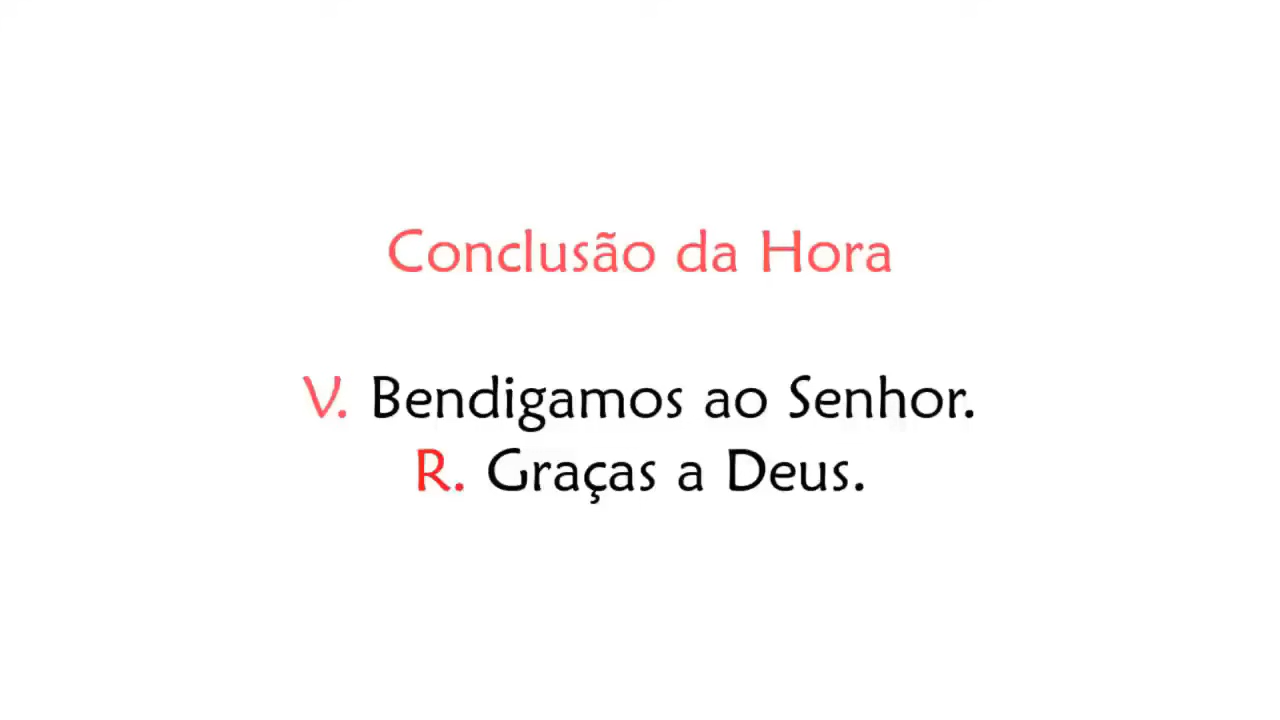 Conclusão da Hora
V. Bendigamos ao Senhor.
R. Graças a Deus.